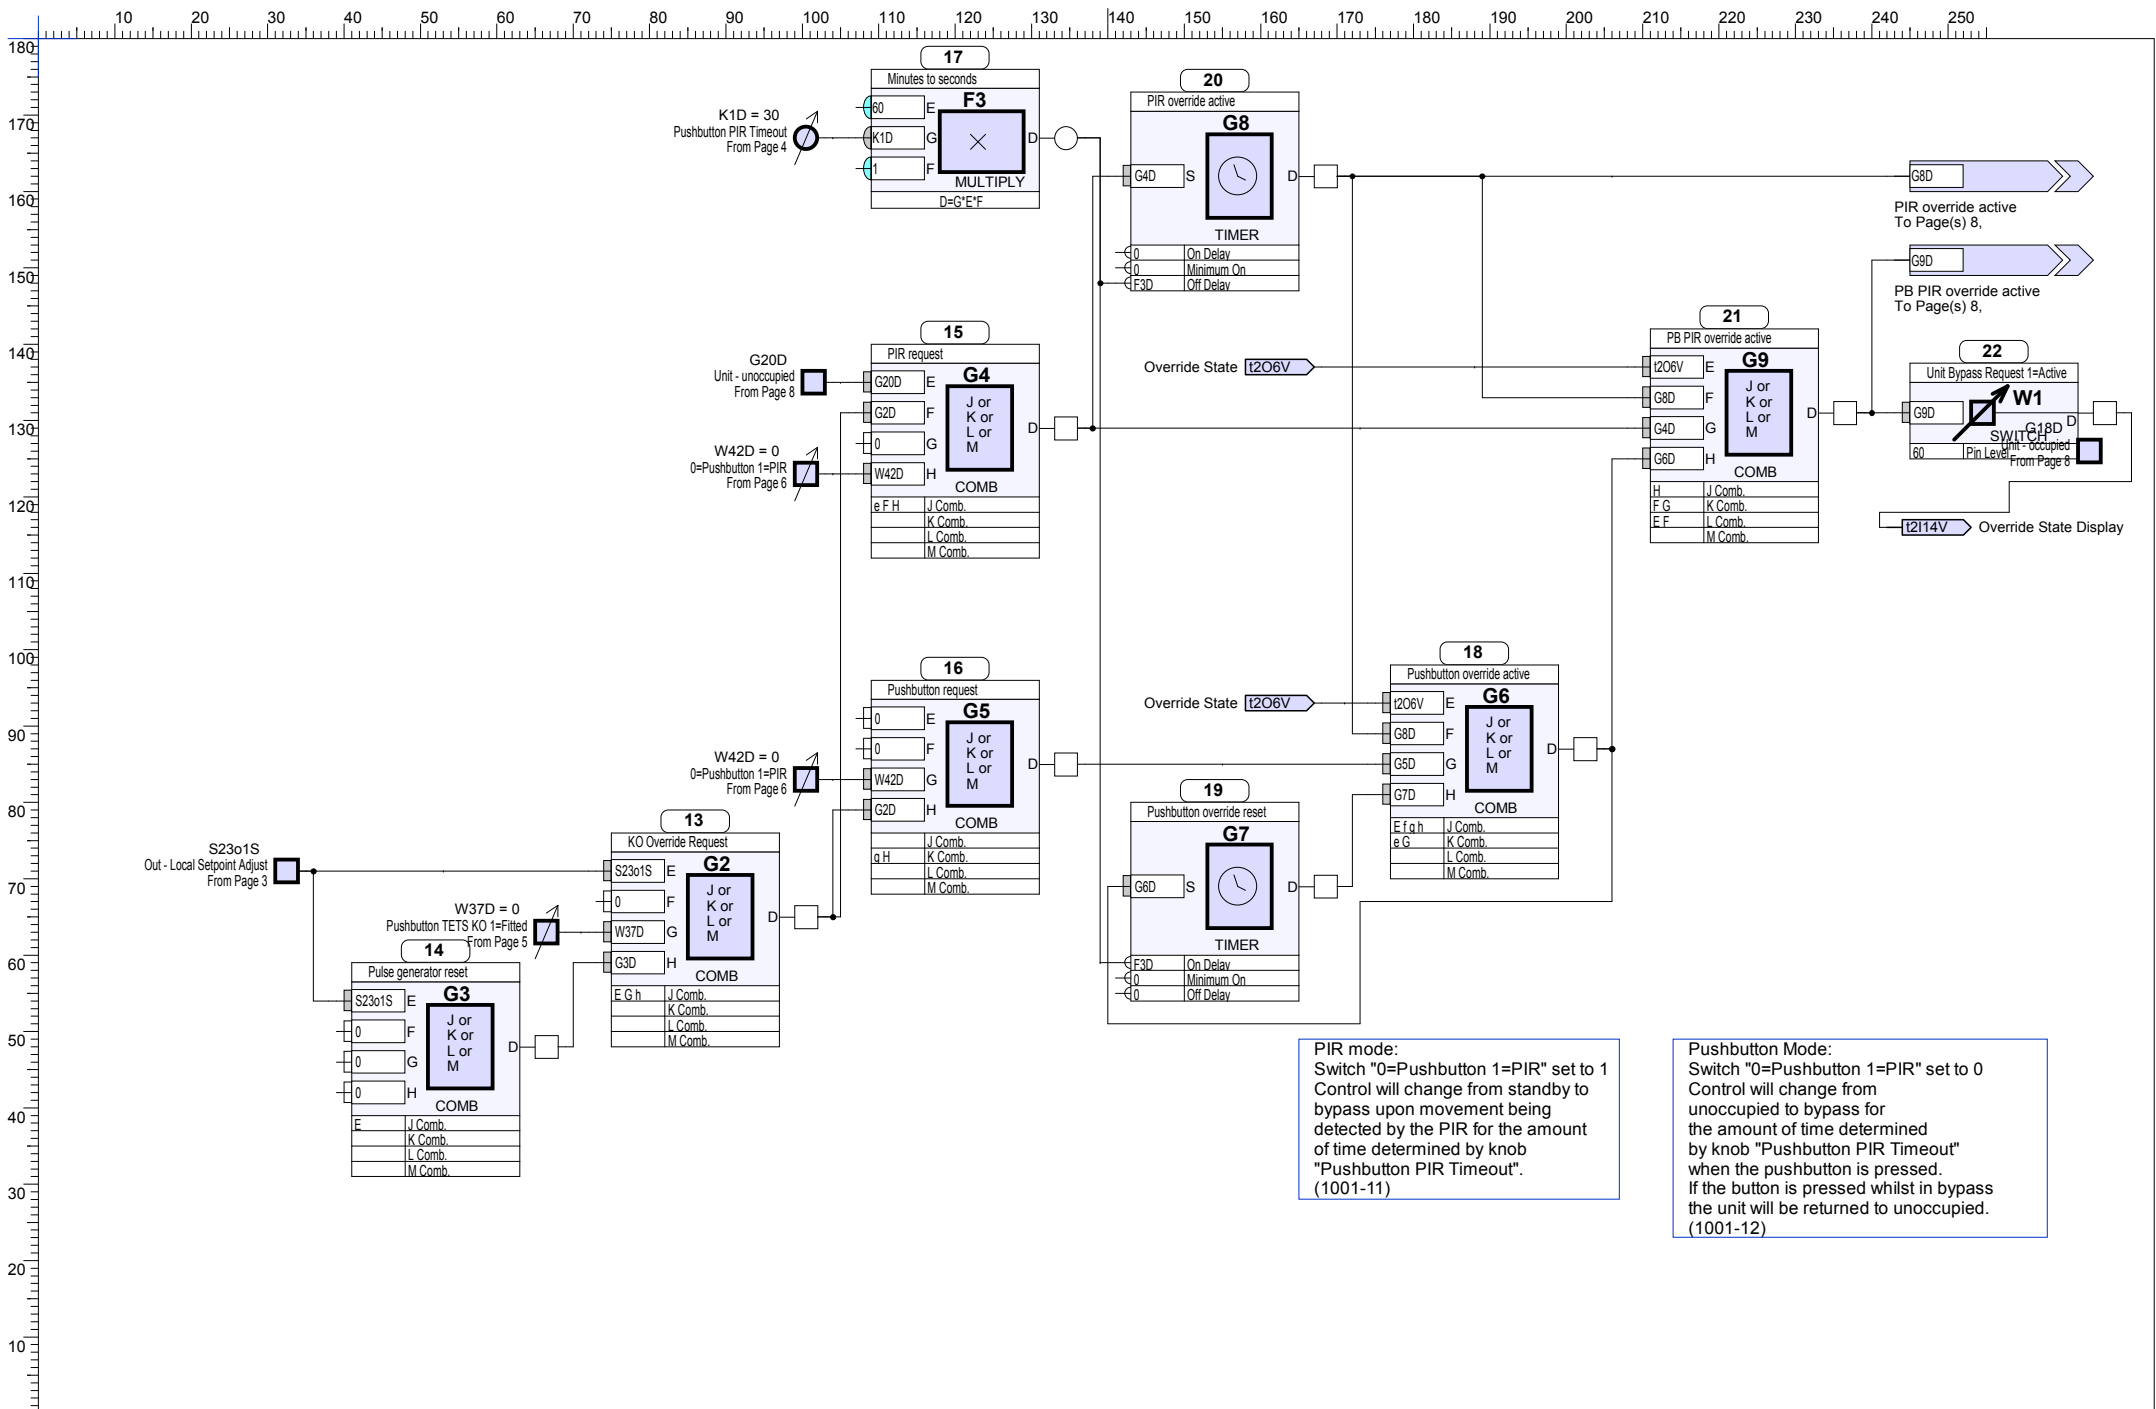 10 20 30 40 50 60 70 80 90 100 110 120 130 140 150 160 170 180 190 200 210 220 230 240 250
180
170
160
150
140
130
120
110
100
90
80
70
60
50
40
30
20
10
17
Minutes to seconds
F3
60 E
K1D G
1 F
D
MULTIPLY
D=G*E*F
K1D = 30
Pushbutton PIR Timeout
From Page 4
20
PIR override active
G8
G4D S
D
TIMER
0 On Delay
0 Minimum On
F3D Off Delay
G8D
PIR override active
To Page(s) 8,
G9D
PB PIR override active
To Page(s) 8,
15
PIR request
G4
G20D E
G2D F
0 G
W42D H
J or
K or
L or
M
D
COMB
e F H J Comb.
K Comb.
L Comb.
M Comb.
G20D
Unit - unoccupied
From Page 8
W42D = 0
0=Pushbutton 1=PIR
From Page 6
Override State t2O6V
21
PB PIR override active
G9
t2O6V E
G8D F
G4D G
G6D H
J or
K or
L or
M
D
COMB
H J Comb.
F G K Comb.
E F L Comb.
M Comb.
22
Unit Bypass Request 1=Active
W1
G9D
D
SWITCH
60 Pin Level
G18D
Unit - occupied
From Page 8
t2I14V Override State Display
16
Pushbutton request
G5
0 E
0 F
W42D G
G2D H
J or
K or
L or
M
D
COMB
J Comb.
g H K Comb.
L Comb.
M Comb.
W42D = 0
0=Pushbutton 1=PIR
From Page 6
Override State t2O6V
18
Pushbutton override active
G6
t2O6V E
G8D F
G5D G
G7D H
J or
K or
L or
M
D
COMB
E f g h J Comb.
e G K Comb.
L Comb.
M Comb.
19
Pushbutton override reset
G7
G6D S
D
TIMER
F3D On Delay
0 Minimum On
0 Off Delay
13
KO Override Request
G2
S23o1S E
0 F
W37D G
G3D H
J or
K or
L or
M
D
COMB
E G h J Comb.
K Comb.
L Comb.
M Comb.
S23o1S
Out - Local Setpoint Adjust
From Page 3
W37D = 0
Pushbutton TETS KO 1=Fitted
From Page 5
14
Pulse generator reset
G3
S23o1S E
0 F
0 G
0 H
J or
K or
L or
M
D
COMB
E J Comb.
K Comb.
L Comb.
M Comb.
PIR mode:
Switch "0=Pushbutton 1=PIR" set to 1
Control will change from standby to
bypass upon movement being
detected by the PIR for the amount
of time determined by knob
"Pushbutton PIR Timeout".
(1001-11)
Pushbutton Mode:
Switch "0=Pushbutton 1=PIR" set to 0
Control will change from
unoccupied to bypass for
the amount of time determined
by knob "Pushbutton PIR Timeout"
when the pushbutton is pressed.
If the button is pressed whilst in bypass
the unit will be returned to unoccupied.
(1001-12)